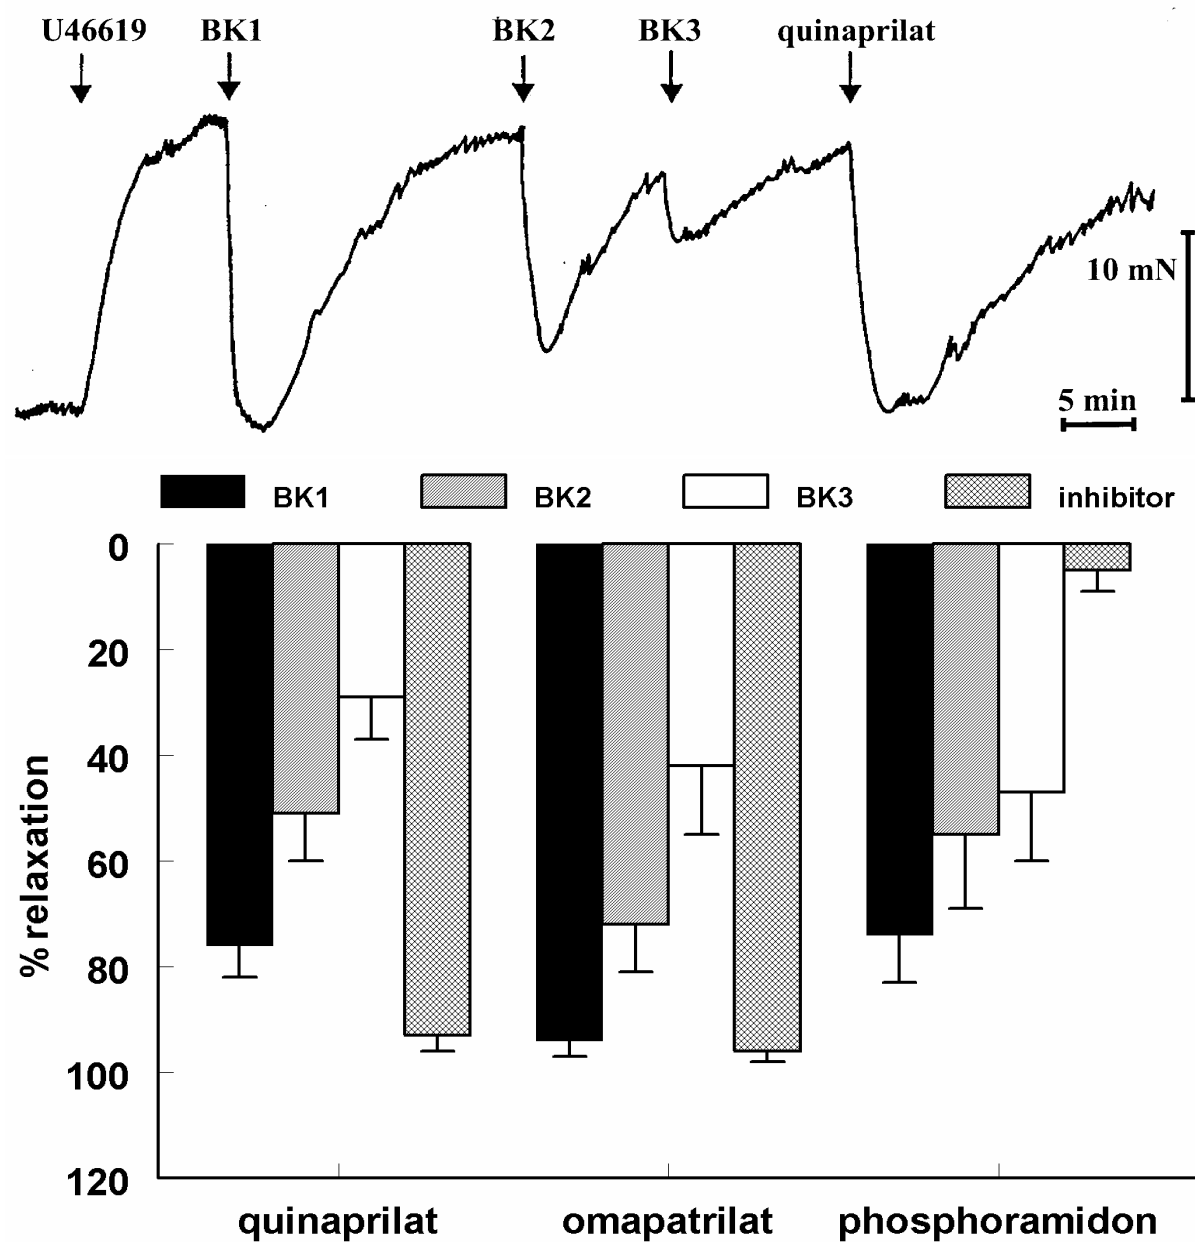 U46619 BK1 BK2 BK3 quinaprilat
10 mN
5 min
BK1 BK2 BK3 inhibitor
% relaxation
0
20
40
60
80
100
120
quinaprilat omapatrilat phosphoramidon